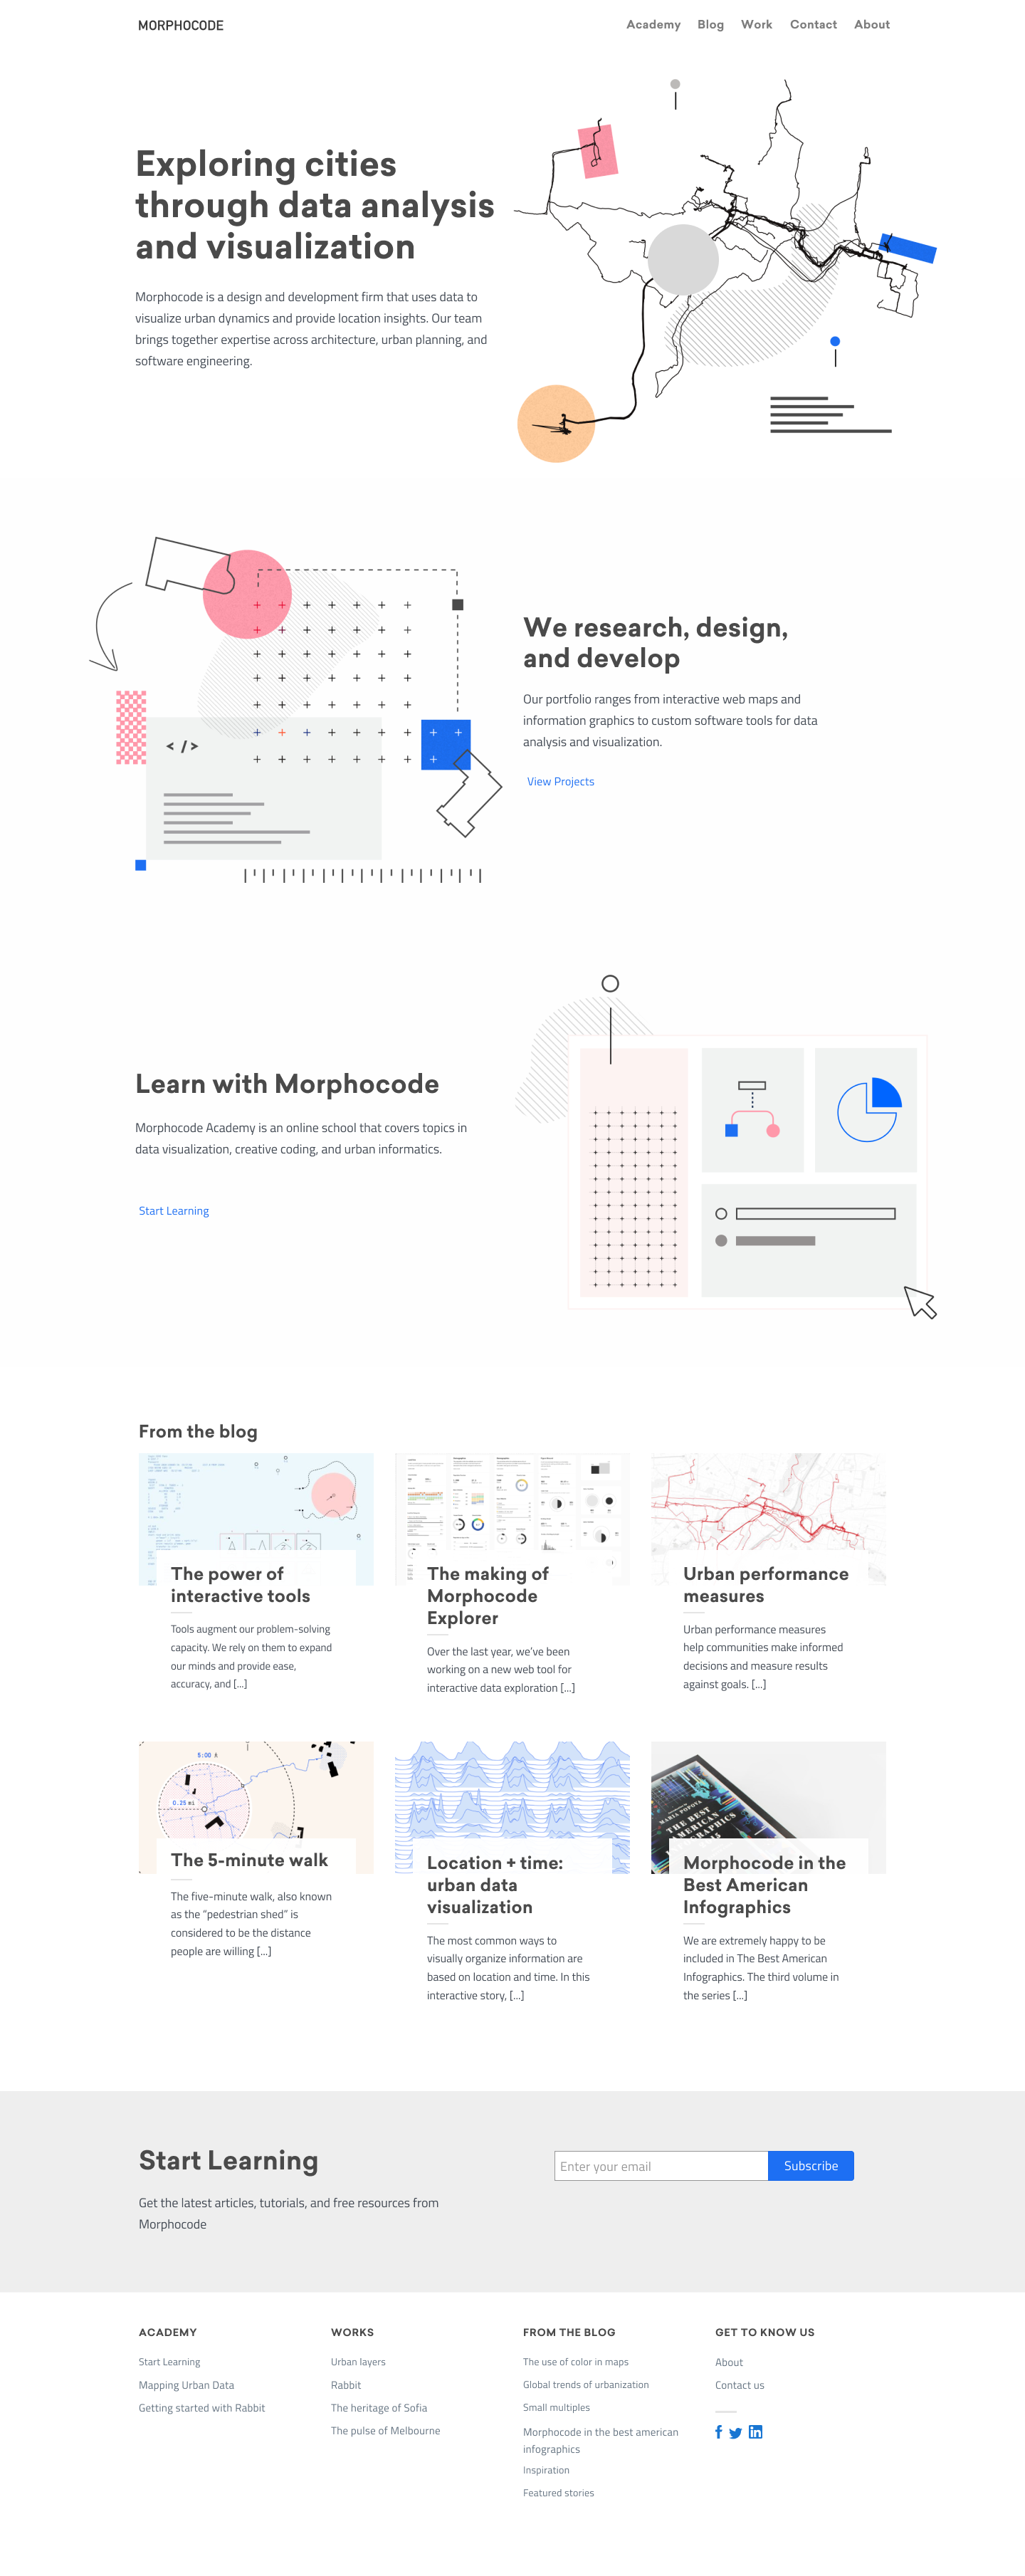 MORPHOCODE
Academy Blog Work Contact About
Exploring cities
through data analysis
and visualization
Morphocode is a design and development firm that uses data to
visualize urban dynamics and provide location insights. Our team
brings together expertise across architecture, urban planning, and
software engineering.
</>
We research, design,
and develop
Our portfolio ranges from interactive web maps and
information graphics to custom software tools for data
analysis and visualization.
View Projects
Learn with Morphocode
Morphocode Academy is an online school that covers topics in
data visualization, creative coding, and urban informatics.
Start Learning
From the blog
The power of
interactive tools
Tools augment our problem-solving
capacity. We rely on them to expand
our minds and provide ease,
accuracy, and [...]
The making of
Morphocode
Explorer
Over the last year, we've been
working on a new web tool for
interactive data exploration [...]
Urban performance
measures
Urban performance measures
help communities make informed
decisions and measure results
against goals. [...]
5:00
0.25 mi
The 5-minute walk
The five-minute walk, also known
as the “pedestrian shed” is
considered to be the distance
people are willing [...]
Location + time:
urban data
visualization
The most common ways to
visually organize information are
based on location and time. In this
interactive story, [...]
THE BEST
AMERICAN
Morphocode in the
Best American
Infographics
We are extremely happy to be
included in The Best American
Infographics. The third volume in
the series [...]
Start Learning
Get the latest articles, tutorials, and free resources from
Morphocode
Enter your email
Subscribe
ACADEMY
Start Learning
Mapping Urban Data
Getting started with Rabbit
WORKS
Urban layers
Rabbit
The heritage of Sofia
The pulse of Melbourne
FROM THE BLOG
The use of color in maps
Global trends of urbanization
Small multiples
Morphocode in the best american
infographics
Inspiration
Featured stories
GET TO KNOW US
About
Contact us